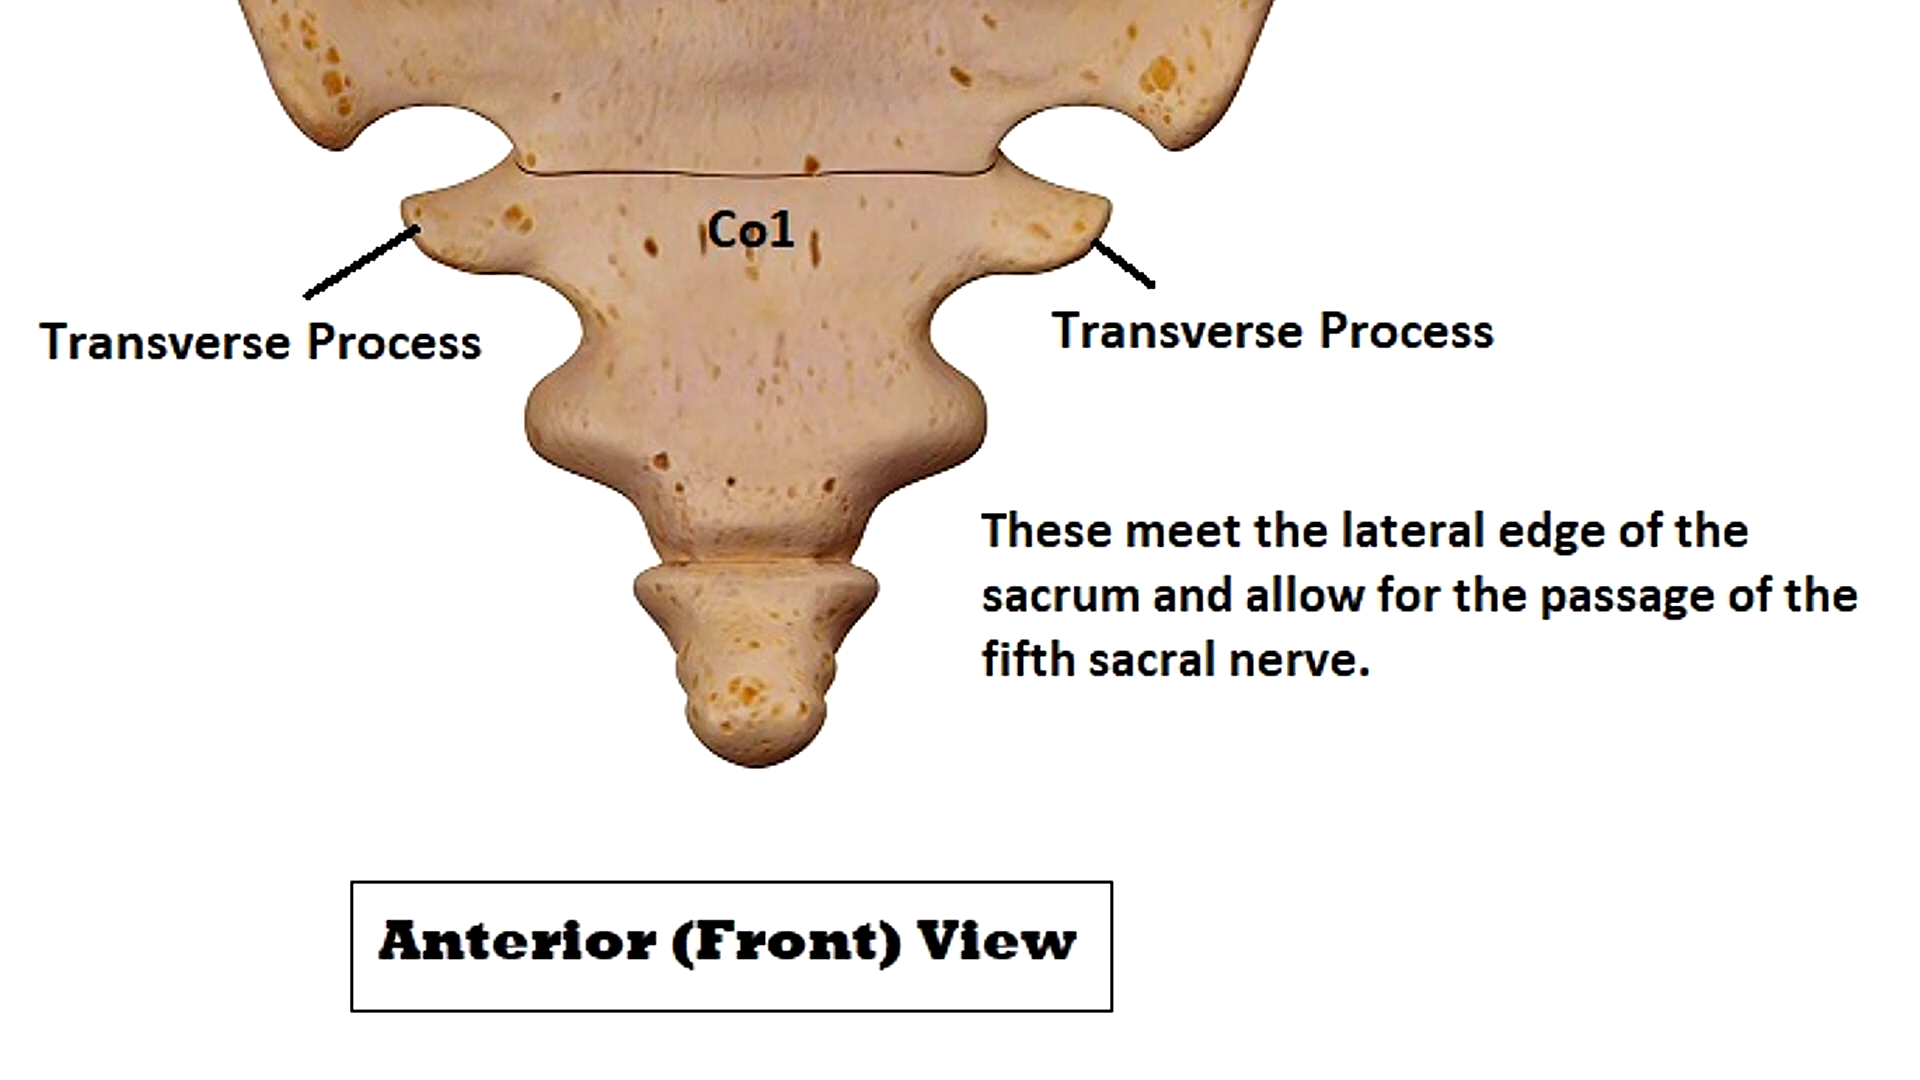 Co1
Transverse Process
Transverse Process
These meet the lateral edge of the
sacrum and allow for the passage of the
fifth sacral nerve.
Anterior (Front) View